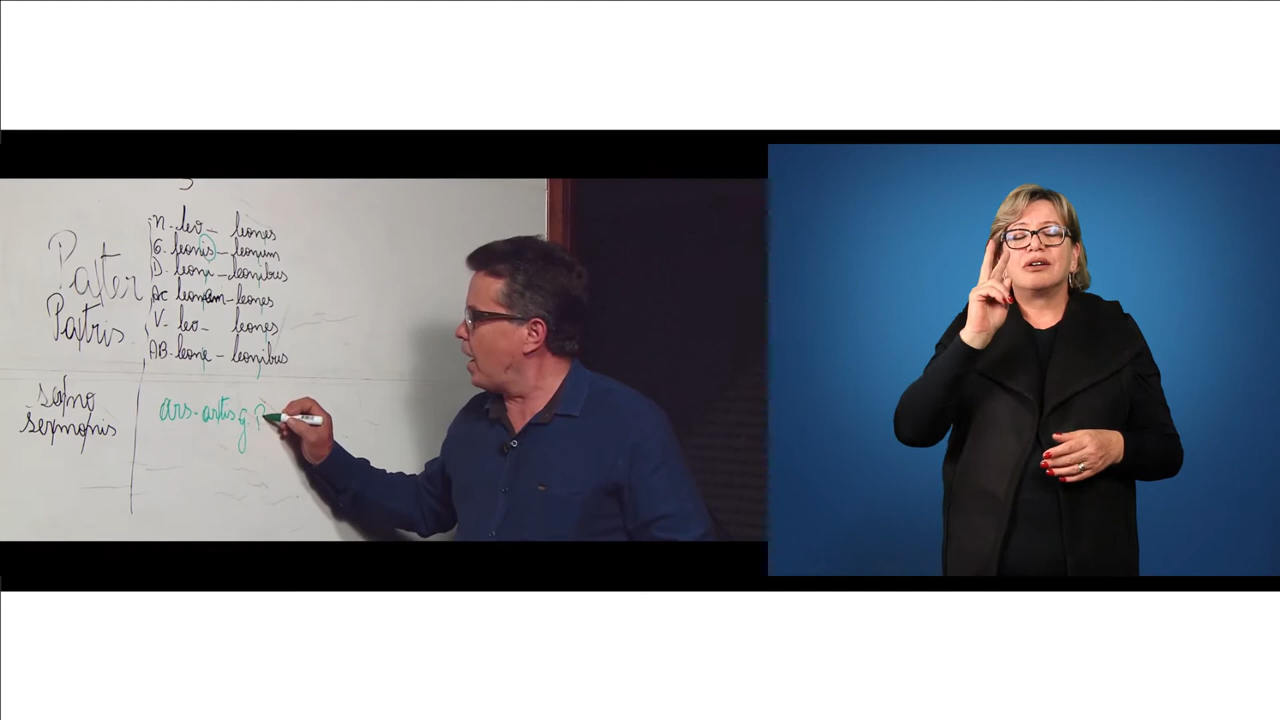 Pater
Patris
N. leo - leones
G. leonis - leonum
D. leoni - leonibus
AC leonem - leones
V. leo - leones
AB. leone - leonibus
sermonis
ars - artis g. P